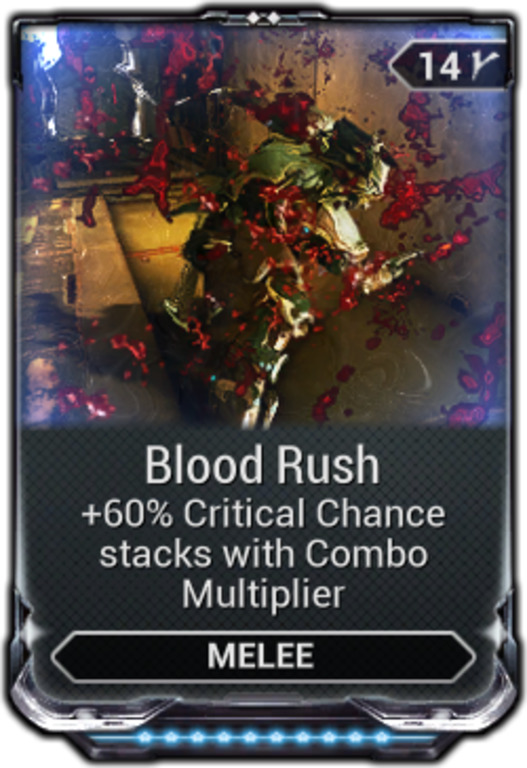 14
Blood Rush
+60% Critical Chance
stacks with Combo
Multiplier
MELEE